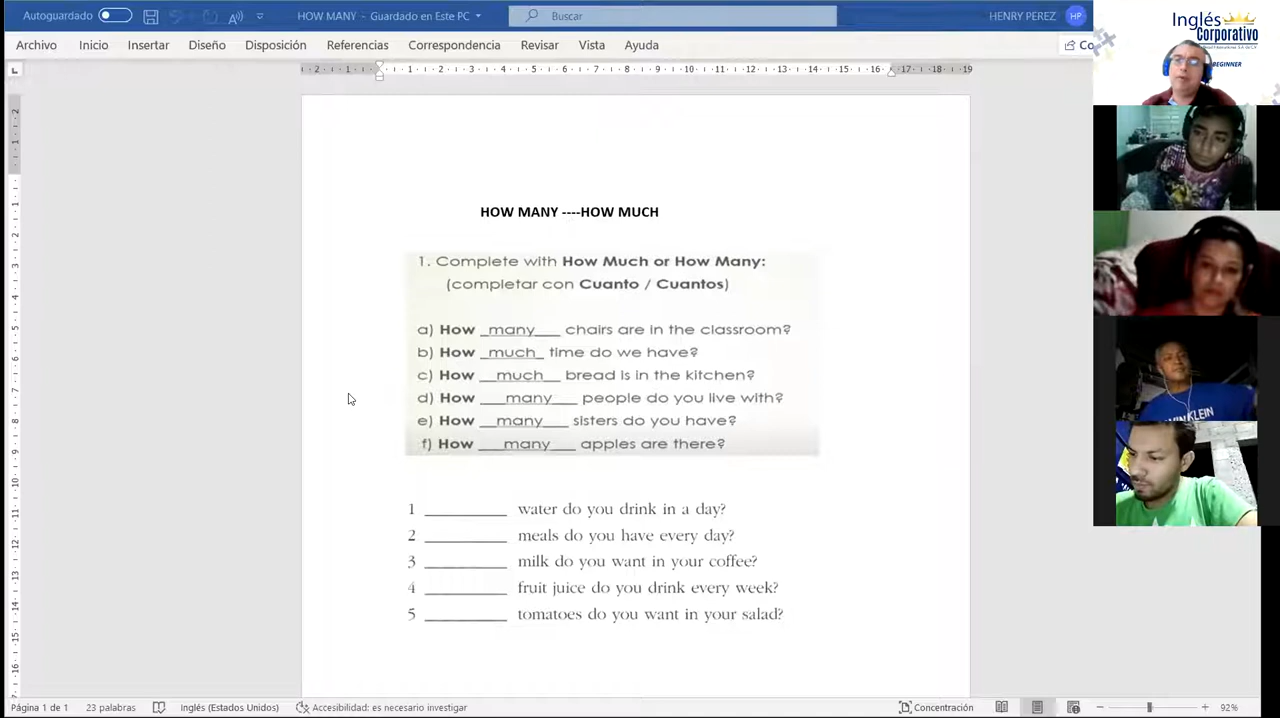 Autoguardado
HOW MANY - Guardado en Este PC
Buscar
HENRY PEREZ
HP
Archivo Inicio Insertar Diseño Disposición Referencias Correspondencia Revisar Vista Ayuda
Co
Inglés
Corporativo
BEGINNER
HOW MANY ----HOW MUCH
1. Complete with How Much or How Many:
(completar con Cuanto / Cuantos)
a) How _many___ chairs are in the classroom?
b) How _much_ time do we have?
c) How __much__ bread is in the kitchen?
d) How ___many___ people do you live with?
e) How __many___ sisters do you have?
f) How ___many___ apples are there?
1 __________ water do you drink in a day?
2 __________ meals do you have every day?
3 __________ milk do you want in your coffee?
4 __________ fruit juice do you drink every week?
5 __________ tomatoes do you want in your salad?
VIN KLEIN
Página 1 de 1 23 palabras Inglés (Estados Unidos) Accesibilidad: es necesario investigar Concentración 92%